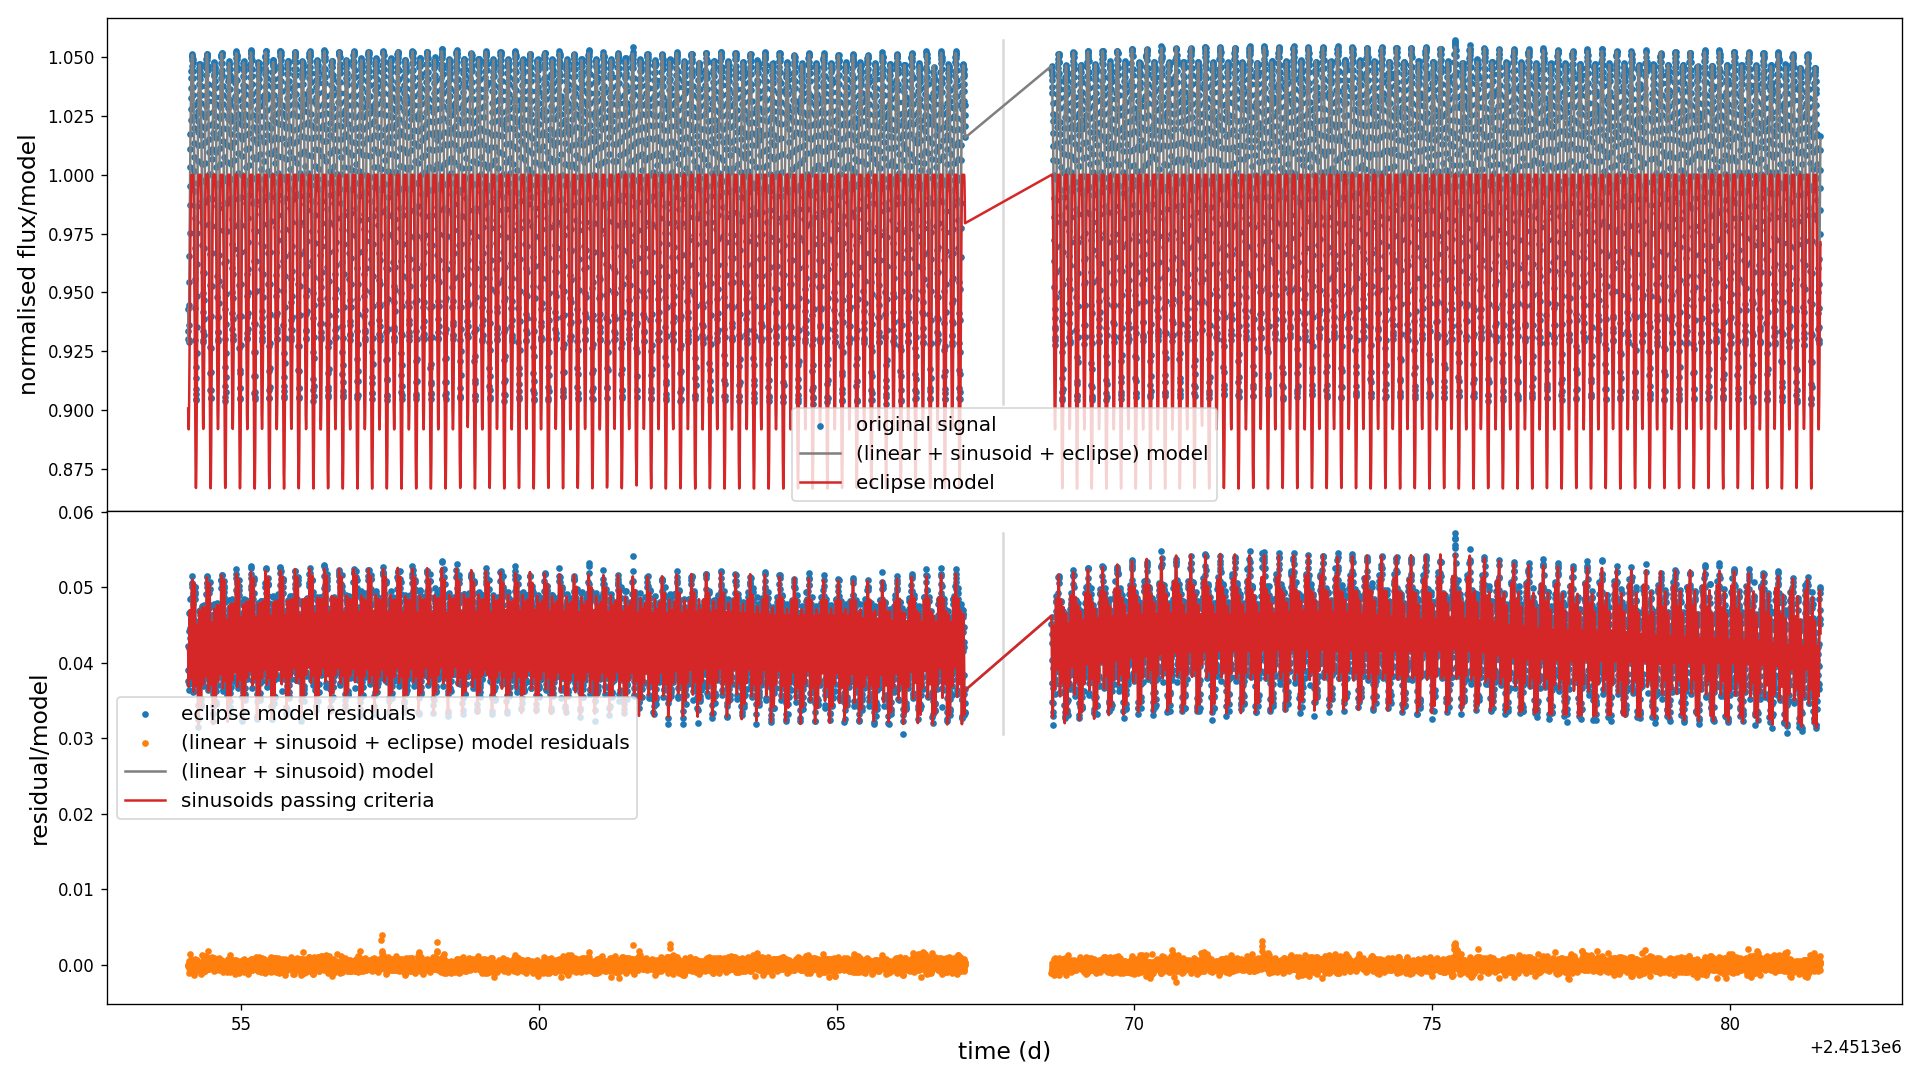 normalised flux/model
1.050
1.025
1.000
0.975
0.950
0.925
0.900
0.875
original signal
(linear + sinusoid + eclipse) model
eclipse model
residual/model
0.06
0.05
0.04
0.03
0.02
0.01
0.00
eclipse model residuals
(linear + sinusoid + eclipse) model residuals
(linear + sinusoid) model
sinusoids passing criteria
55 60 65 70 75 80
time (d)
+2.4513e6